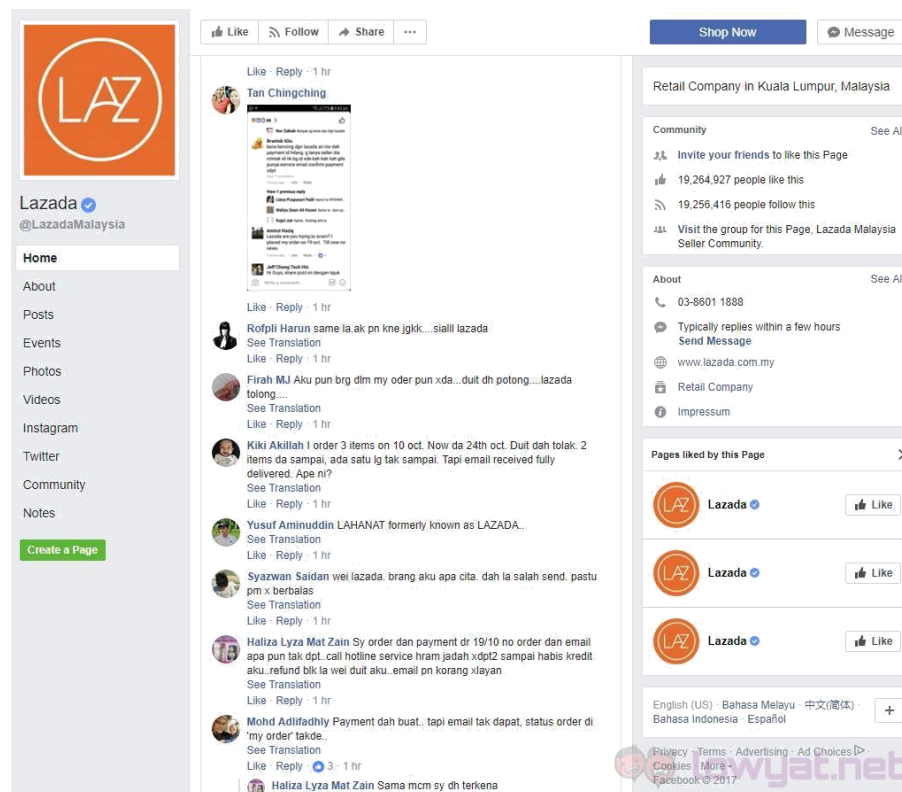 LAZ
Lazada
@LazadaMalaysia
Home
About
Posts
Events
Photos
Videos
Instagram
Twitter
Community
Notes
Create a Page
Like Follow Share ...
Shop Now Message
Like · Reply · 1 hr
Tan Chingching
View 1 previous reply
Write a comment
Like · Reply · 1 hr
Rofpli Harun same la.ak pn kne jgkk....sialll lazada
See Translation
Like · Reply · 1 hr
Firah MJ Aku pun brg dlm my oder pun xda...duit dh potong....lazada
tolong....
See Translation
Like · Reply · 1 hr
Kiki Akillah I order 3 items on 10 oct. Now da 24th oct. Duit dah tolak. 2
items da sampai, ada satu lg tak sampai. Tapi email received fully
delivered. Ape ni?
See Translation
Like · Reply · 1 hr
Yusuf Aminuddin LAHANAT formerly known as LAZADA..
See Translation
Like · Reply · 1 hr
Syazwan Saidan wei lazada. brang aku apa cita. dah la salah send. pastu
pm x berbalas
See Translation
Like · Reply · 1 hr
Haliza Lyza Mat Zain Sy order dan payment dr 19/10 no order dan email
apa pun tak dpt..call hotline service hram jadah xdpt2 sampai habis kredit
aku..refund blk la wei duit aku..email pn korang xlayan
See Translation
Like · Reply · 1 hr
Mohd Adlifadhly Payment dah buat.. tapi email tak dapat, status order di
'my order' takde..
See Translation
Like · Reply · 3 · 1 hr
Haliza Lyza Mat Zain Sama mcm sy dh terkena
Retail Company in Kuala Lumpur, Malaysia
Community See Al
Invite your friends to like this Page
19,264,927 people like this
19,256,416 people follow this
Visit the group for this Page, Lazada Malaysia
Seller Community.
About See Al
03-8601 1888
Typically replies within a few hours
Send Message
www.lazada.com.my
Retail Company
Impressum
Pages liked by this Page
LAZ Lazada Like
LAZ Lazada Like
LAZ Lazada Like
English (US) · Bahasa Melayu · 中文(简体) ·
Bahasa Indonesia · Español
Privacy · Terms · Advertising · Ad Choices ·
Cookies · More
Facebook © 2017
lowyat.net